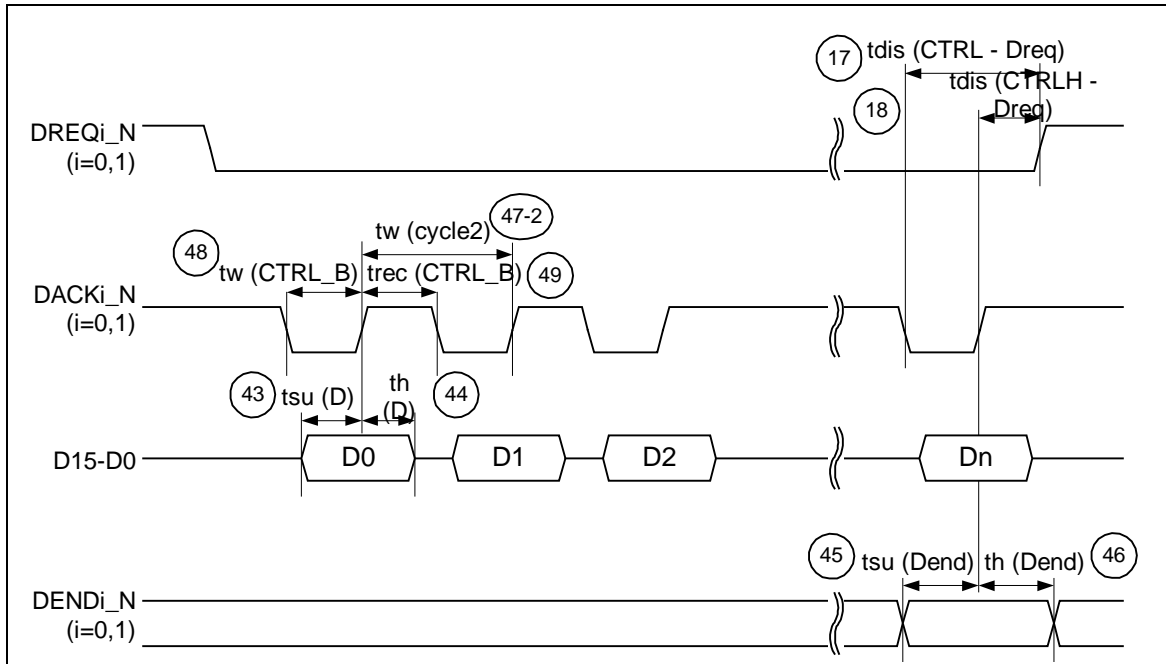 17 tdis (CTRL - Dreq)
tdis (CTRLH -
Dreq)
18
DREQi_N
(i=0,1)
47-2
tw (cycle2)
48
tw (CTRL_B) trec (CTRL_B) 49
DACKi_N
(i=0,1)
43 tsu (D) th
(D) 44
D15-D0 D0 D1 D2 Dn
45 tsu (Dend) th (Dend) 46
DENDi_N
(i=0,1)